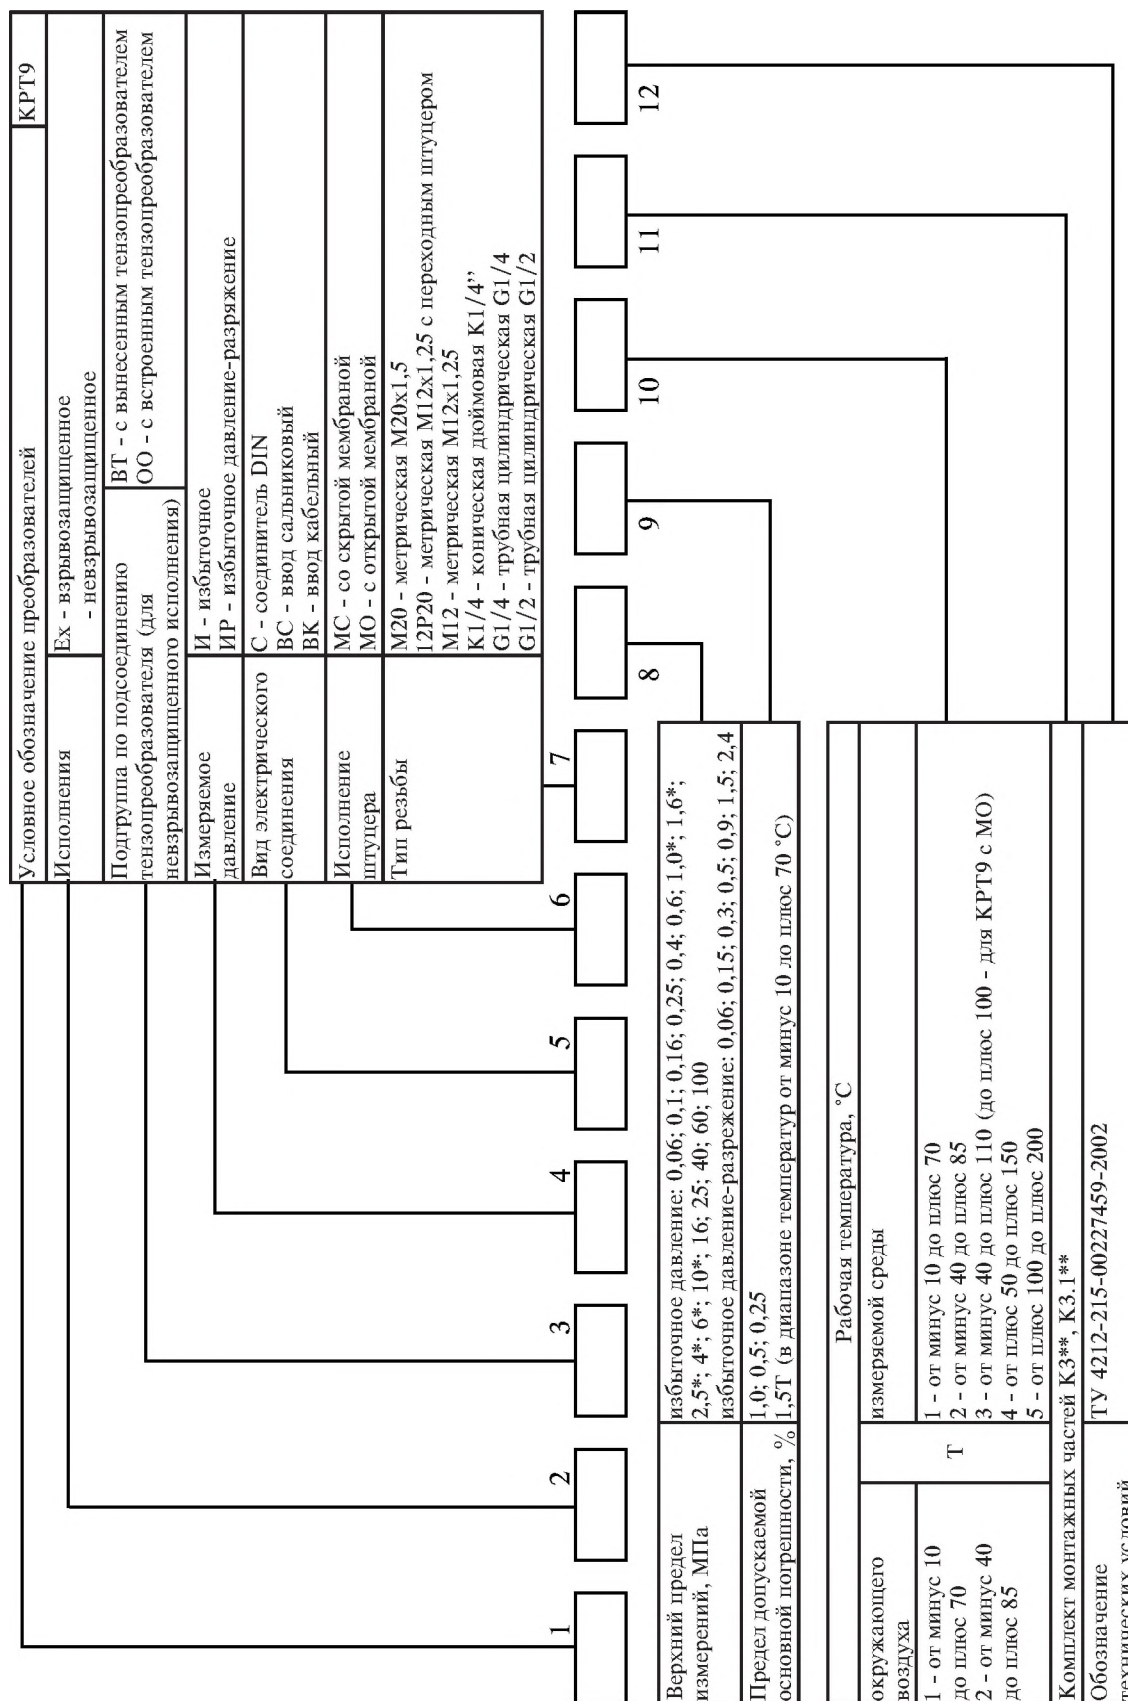 Условное обозначение преобразователей
КРТ9
Исполнения
Ех - взрывозащищенное
- невзрывозащищенное
Подгруппа по подсоединению
тензопреобразователя (для
невзрывозащищенного исполнения)
ВТ - с вынесенным тензопреобразователем
ОО - с встроенным тензопреобразователем
Измеряемое
давление
И - избыточное
ИР - избыточное давление-разряжение
Вид электрического
соединения
С - соединитель DIN
ВС - ввод сальниковый
ВК - ввод кабельный
Исполнение
штуцера
МС - со скрытой мембраной
МО - с открытой мембраной
Тип резьбы
М20 - метрическая М20х1,5
12Р20 - метрическая М12х1,25 с переходным штуцером
М12 - метрическая М12х1,25
К1/4 - коническая дюймовая К1/4”
G1/4 - трубная цилиндрическая G1/4
G1/2 - трубная цилиндрическая G1/2
1
2
3
4
5
6
7
8
9
10
11
12
Верхний предел
измерений, МПа
избыточное давление: 0,06; 0,1; 0,16; 0,25; 0,4; 0,6; 1,0*; 1,6*;
2,5*; 4*; 6*; 10*; 16; 25; 40; 60; 100
избыточное давление-разрежение: 0,06; 0,15; 0,3; 0,5; 0,9; 1,5; 2,4
Предел допускаемой
основной погрешности, %
1,0; 0,5; 0,25
1,5Т (в диапазоне температур от минус 10 ло плюс 70 °С)
Рабочая температура, °С
окружающего
воздуха
измеряемой среды
1 - от минус 10
до плюс 70
2 - от минус 40
до плюс 85
Т
1 - от минус 10 до плюс 70
2 - от минус 40 до плюс 85
3 - от минус 40 до плюс 110 (до плюс 100 - для КРТ9 с МО)
4 - от плюс 50 до плюс 150
5 - от плюс 100 до плюс 200
Комплект монтажных частей К3**, К3.1**
Обозначение
технических условий
ТУ 4212-215-00227459-2002